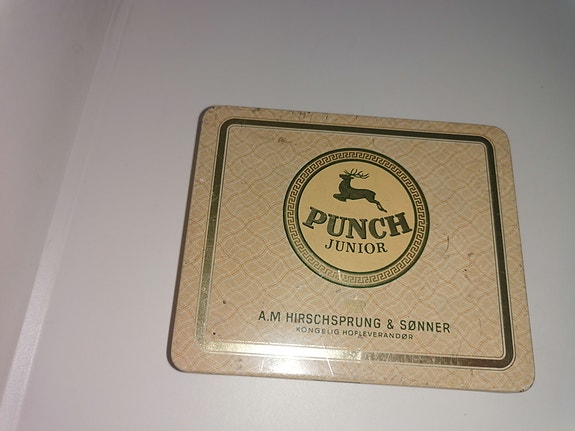 PUNCH
JUNIOR
A.M HIRSCHSPRUNG & SØNNER
KONGELIG HOFLEVERANDØR